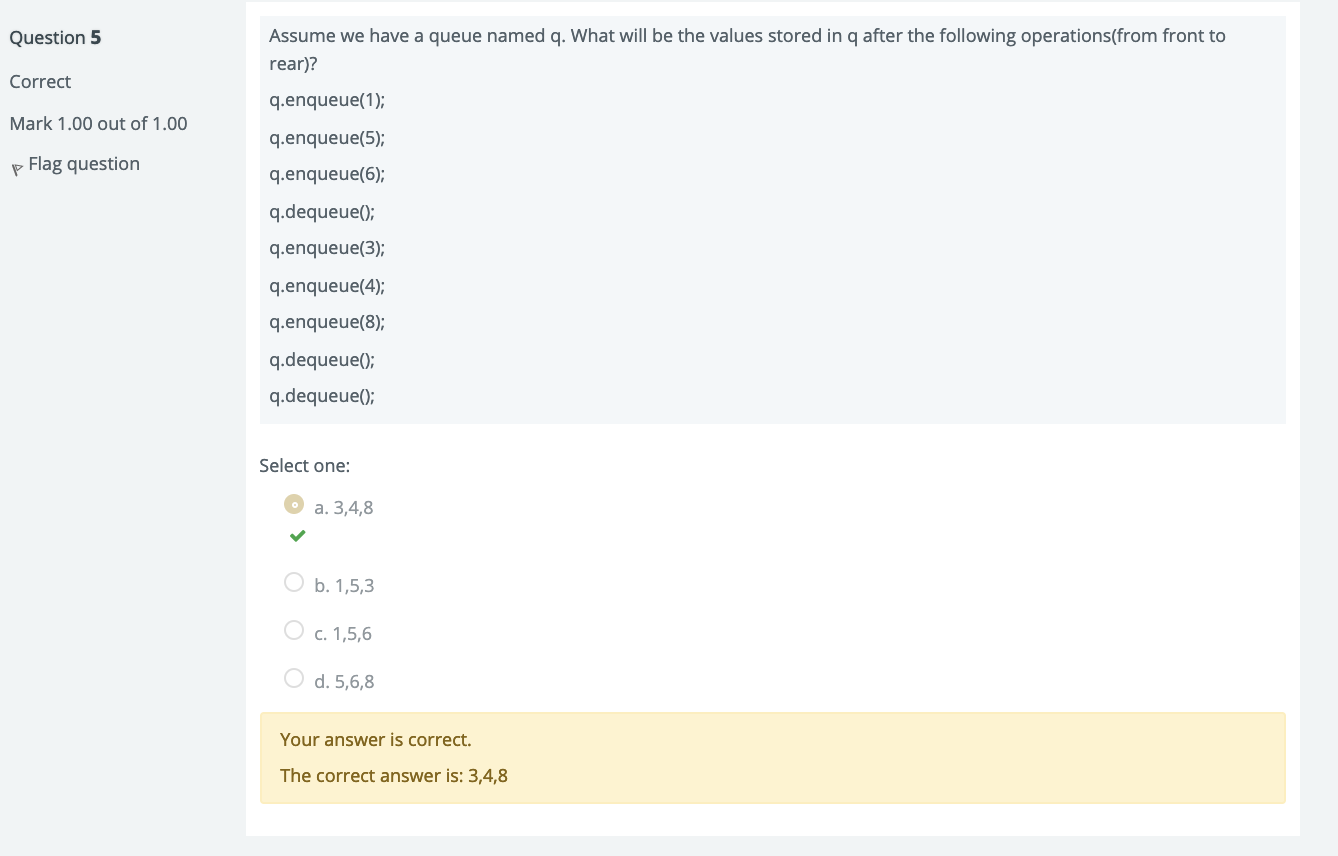 Question 5
Correct
Mark 1.00 out of 1.00
Flag question
Assume we have a queue named q. What will be the values stored in q after the following operations(from front to
rear)?
q.enqueue(1);
q.enqueue(5);
q.enqueue(6);
q.dequeue();
q.enqueue(3);
q.enqueue(4);
q.enqueue(8);
q.dequeue();
q.dequeue();
Select one:
a. 3,4,8
b. 1,5,3
c. 1,5,6
d. 5,6,8
Your answer is correct.
The correct answer is: 3,4,8